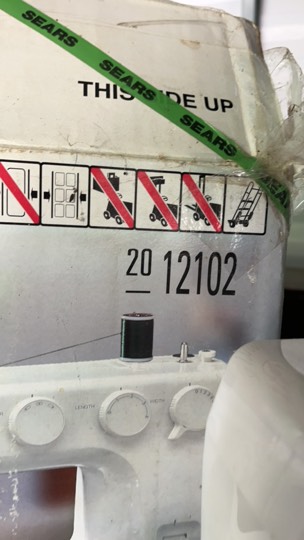 SEARS
SEARS
SEARS
SEARS
THIS SIDE UP
20 12102
LENGTH
WIDTH